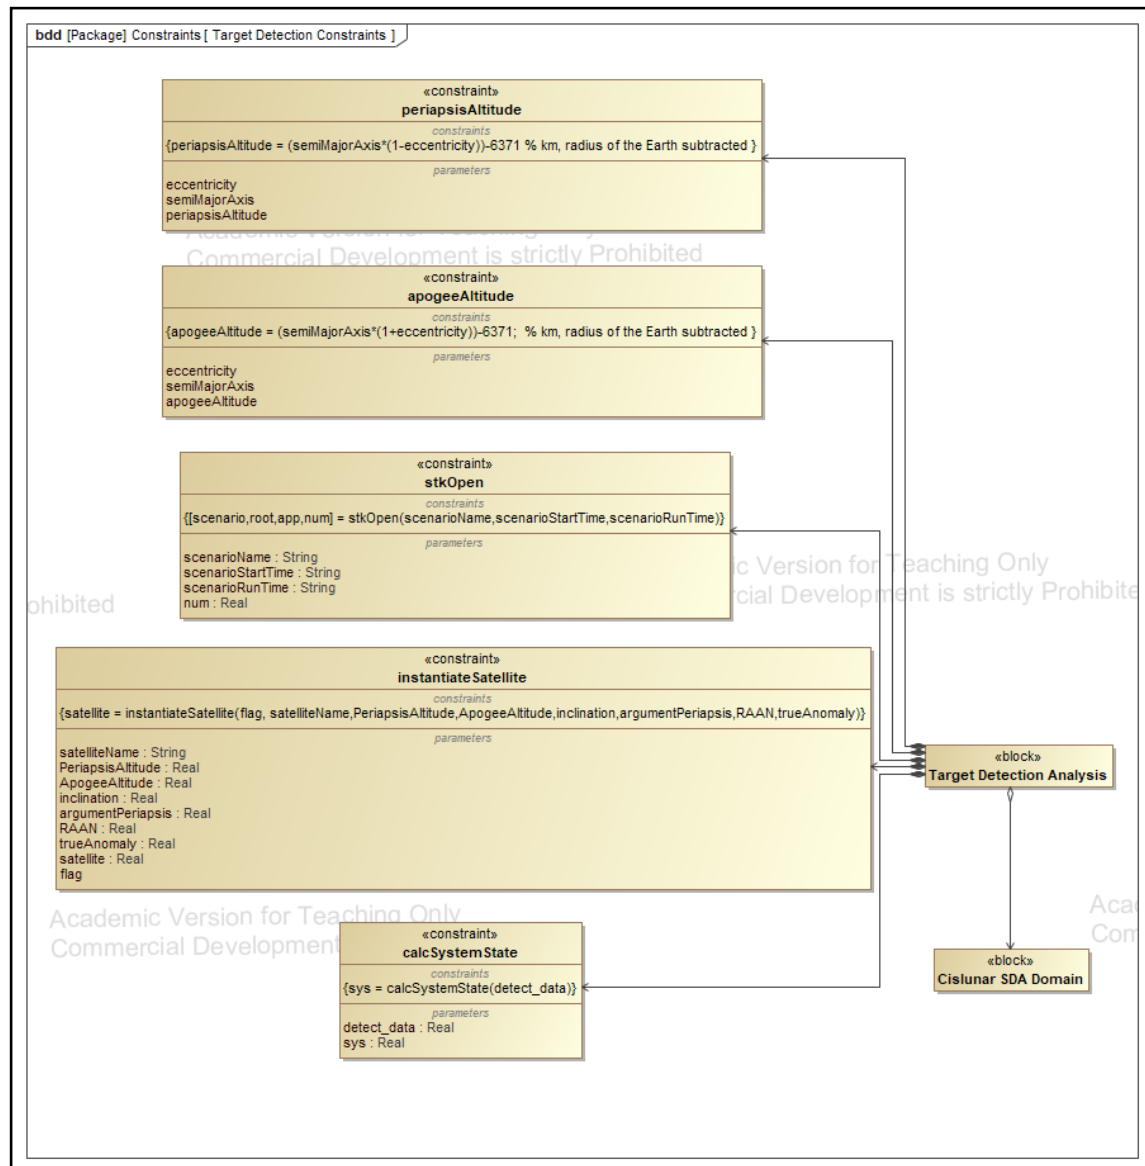 bdd [Package] Constraints [ Target Detection Constraints ]
«constraint»
periapsisAltitude
constraints
{periapsisAltitude = (semiMajorAxis*(1-eccentricity))-6371 % km, radius of the Earth subtracted }
parameters
eccentricity
semiMajorAxis
periapsisAltitude
Academic Version for Teaching Only
Commercial Development is strictly Prohibited
«constraint»
apogeeAltitude
constraints
{apogeeAltitude = (semiMajorAxis*(1+eccentricity))-6371;  % km, radius of the Earth subtracted }
parameters
eccentricity
semiMajorAxis
apogeeAltitude
«constraint»
stkOpen
constraints
{[scenario,root,app,num] = stkOpen(scenarioName,scenarioStartTime,scenarioRunTime)}
parameters
scenarioName : String
scenarioStartTime : String
scenarioRunTime : String
num : Real
ic Version for Teaching Only
rcial Development is strictly Prohibite
ohibited
«constraint»
instantiateSatellite
constraints
{satellite = instantiateSatellite(flag, satelliteName,PeriapsisAltitude,ApogeeAltitude,inclination,argumentPeriapsis,RAAN,trueAnomaly)}
parameters
satelliteName : String
PeriapsisAltitude : Real
ApogeeAltitude : Real
inclination : Real
argumentPeriapsis : Real
RAAN : Real
trueAnomaly : Real
satellite : Real
flag
«block»
Target Detection Analysis
Academic Version for Teaching Only
Commercial Development
Aca
Com
«constraint»
calcSystemState
constraints
{sys = calcSystemState(detect_data)}
parameters
detect_data : Real
sys : Real
«block»
Cislunar SDA Domain